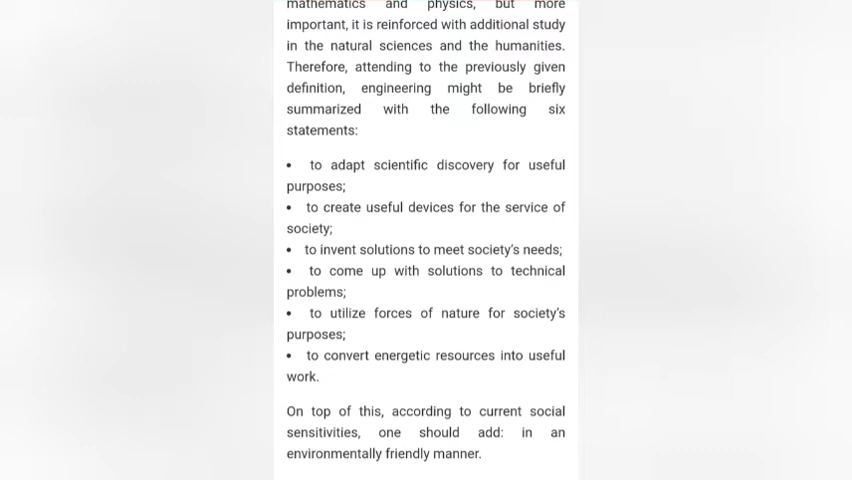 mathematics and physics, but more
important, it is reinforced with additional study
in the natural sciences and the humanities.
Therefore, attending to the previously given
definition, engineering might be briefly
summarized with the following six
statements:
• to adapt scientific discovery for useful
purposes;
• to create useful devices for the service of
society;
• to invent solutions to meet society's needs;
• to come up with solutions to technical
problems;
• to utilize forces of nature for society's
purposes;
• to convert energetic resources into useful
work.
On top of this, according to current social
sensitivities, one should add: in an
environmentally friendly manner.